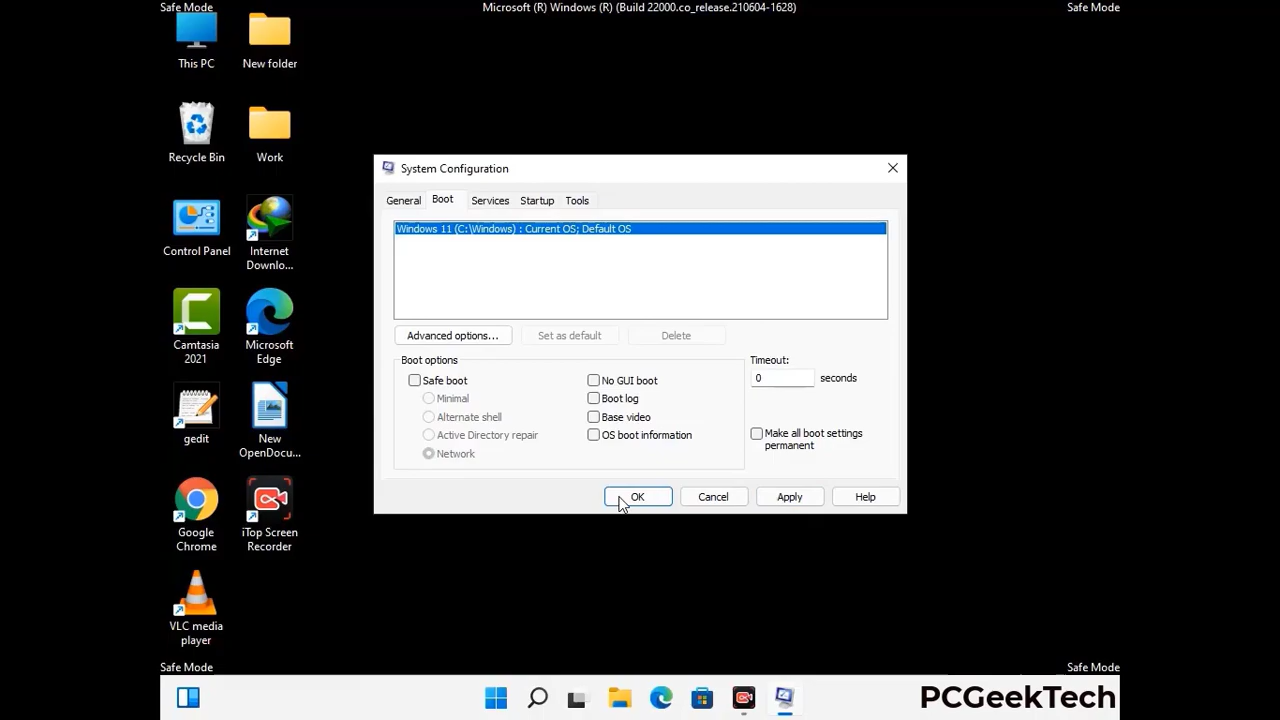 Safe Mode
Microsoft (R) Windows (R) (Build 22000.co_release.210604-1628)
Safe Mode
This PC
New folder
Recycle Bin
Work
Control Panel
Internet
Downlo...
Camtasia
2021
Microsoft
Edge
gedit
New
OpenDocu...
Google
Chrome
iTop Screen
Recorder
VLC media
player
System Configuration
General
Boot
Services
Startup
Tools
Windows 11 (C:\Windows) : Current OS; Default OS
Advanced options...
Set as default
Delete
Boot options
Safe boot
Minimal
Alternate shell
Active Directory repair
Network
No GUI boot
Boot log
Base video
OS boot information
Timeout:
0 seconds
Make all boot settings
permanent
OK
Cancel
Apply
Help
Safe Mode
Safe Mode
PCGeekTech